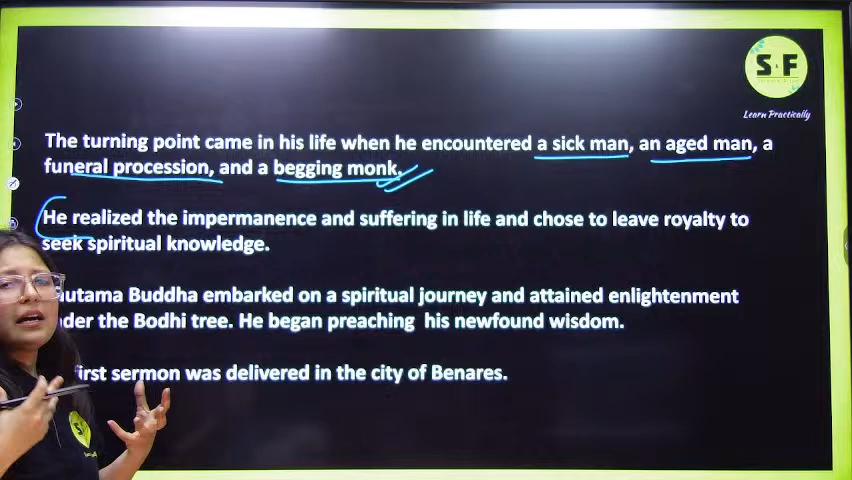 S F
Learn Practically
The turning point came in his life when he encountered a sick man, an aged man, a
funeral procession, and a begging monk.
He realized the impermanence and suffering in life and chose to leave royalty to
seek spiritual knowledge.
utama Buddha embarked on a spiritual journey and attained enlightenment
der the Bodhi tree. He began preaching his newfound wisdom.
irst sermon was delivered in the city of Benares.
S F